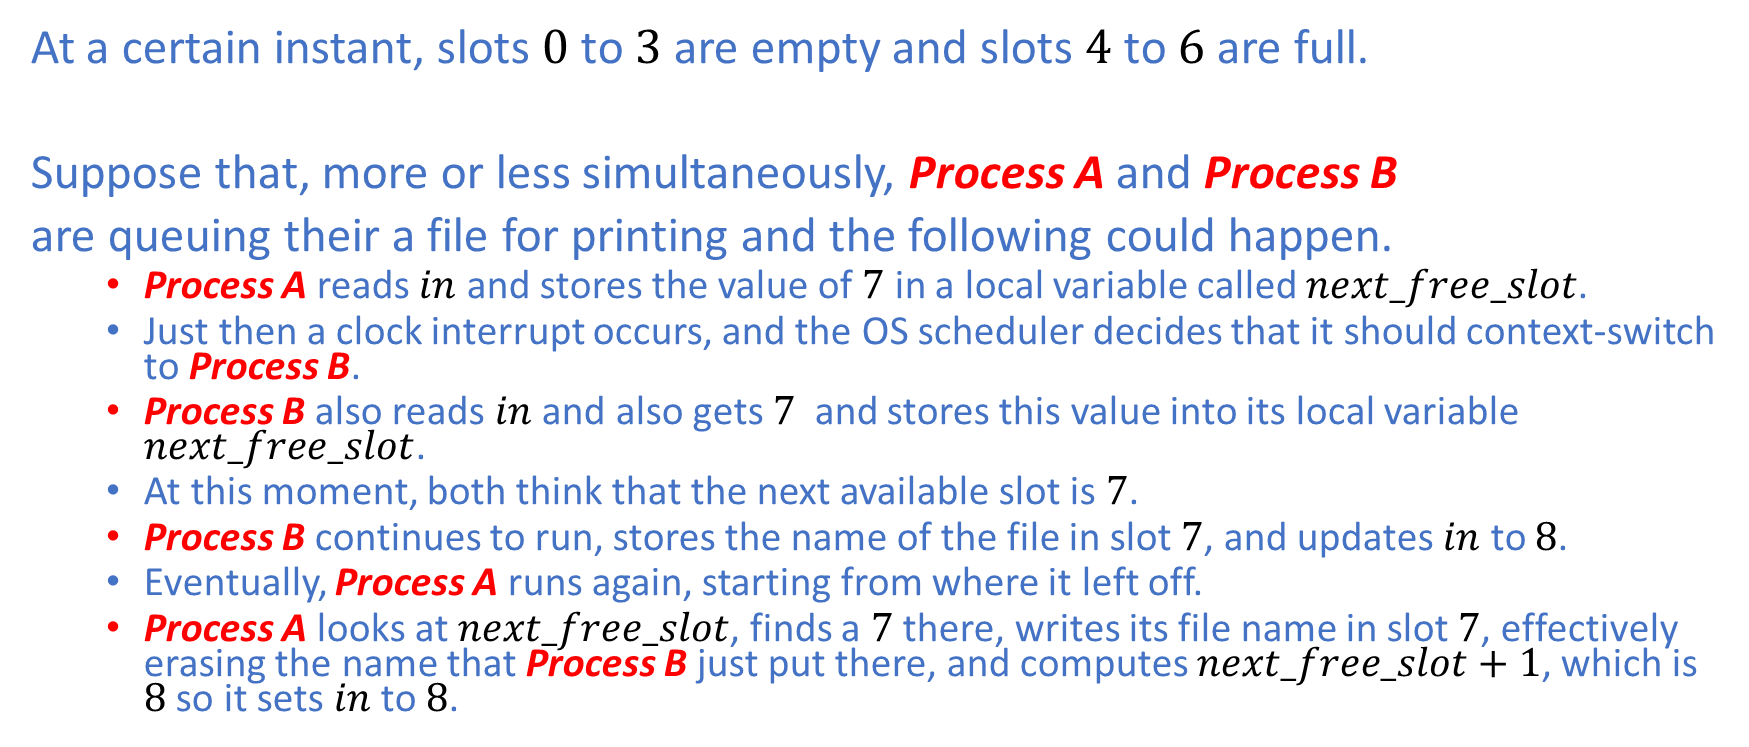 At a certain instant, slots 0 to 3 are empty and slots 4 to 6 are full.
Suppose that, more or less simultaneously, Process A and Process B
are queuing their a file for printing and the following could happen.
• Process A reads in and stores the value of 7 in a local variable called next_free_slot.
• Just then a clock interrupt occurs, and the OS scheduler decides that it should context-switch
to Process B.
• Process B also reads in and also gets 7 and stores this value into its local variable
next_free_slot.
• At this moment, both think that the next available slot is 7.
• Process B continues to run, stores the name of the file in slot 7, and updates in to 8.
• Eventually, Process A runs again, starting from where it left off.
• Process A looks at next_free_slot, finds a 7 there, writes its file name in slot 7, effectively
erasing the name that Process B just put there, and computes next_free_slot + 1, which is
8 so it sets in to 8.